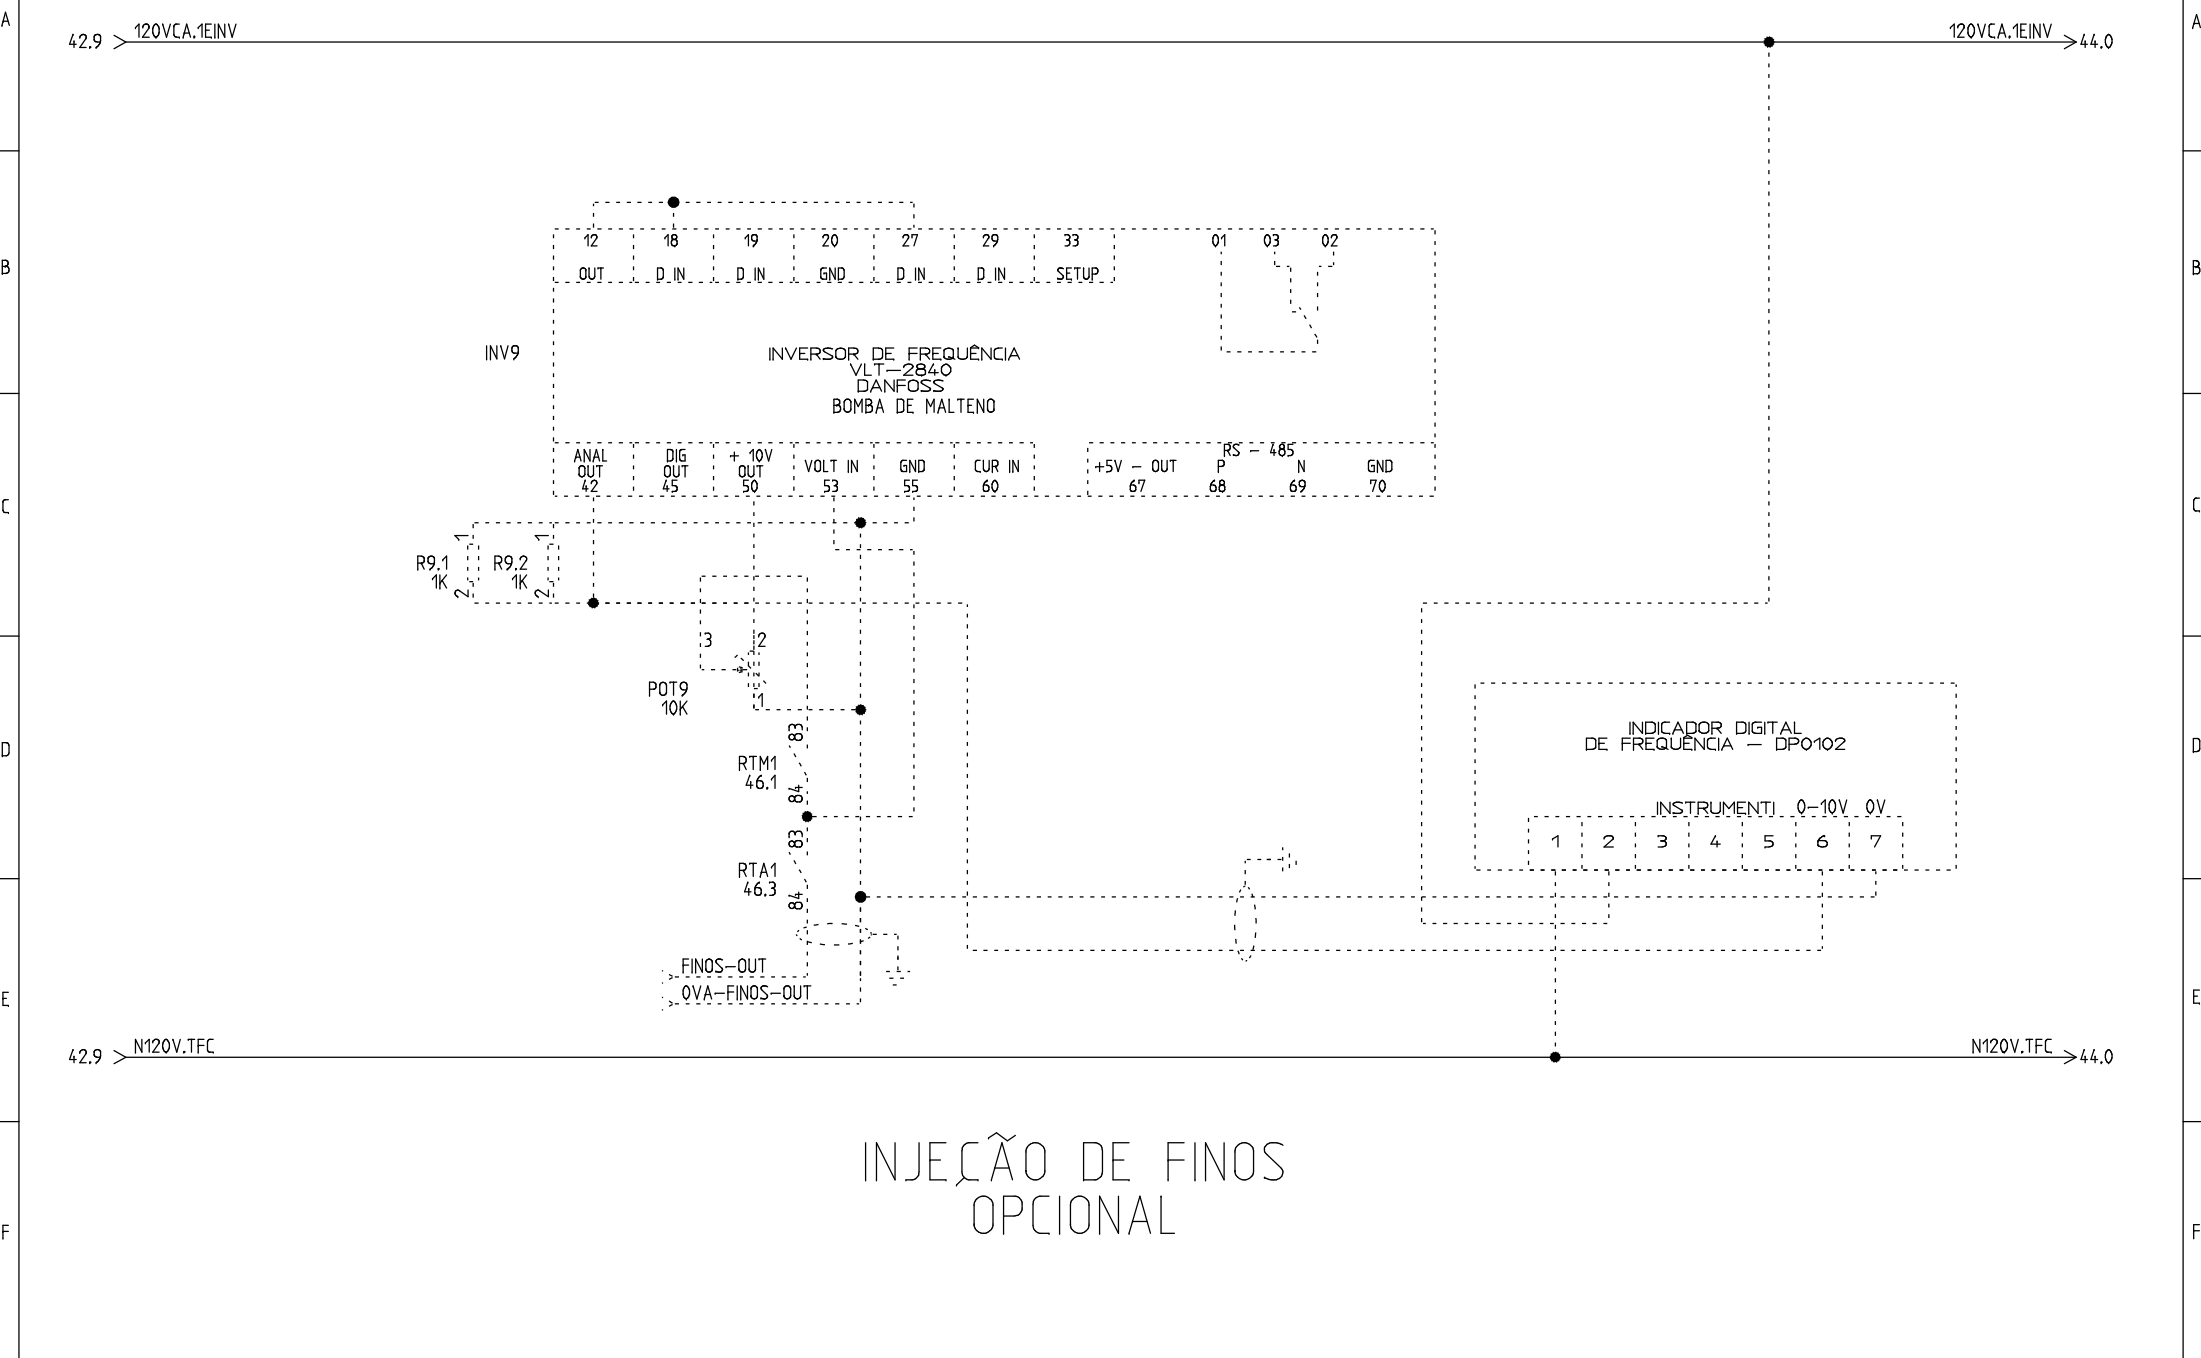 A A
120VCA.1EINV 120VCA.1EINV
42.9 44.0
12 18 19 20 27 29 33 01 03 02
B B
OUT D IN D IN GND D IN D IN SETUP
INV9
INVERSOR DE FREQUÊNCIA
VLT-2840
DANFOSS
BOMBA DE MALTENO
RS - 485
ANAL DIG + 10V
OUT OUT OUT VOLT IN GND CUR IN +5V - OUT P N GND
42 45 50 53 55 60 67 68 69 70
C C
1 1
R9.1 R9.2
1K 1K
2 2
3 2
POT9
10K
1
83
D D
INDICADOR DIGITAL
DE FREQUÊNCIA - DP0102
RTM1
46.1
84
INSTRUMENTI 0-10V 0V
83
1 2 3 4 5 6 7
RTA1
46.3
84
FINOS-OUT
0VA-FINOS-OUT
E E
N120V.TFC N120V.TFC
42.9 44.0
INJEÇÃO DE FINOS
OPCIONAL
F F